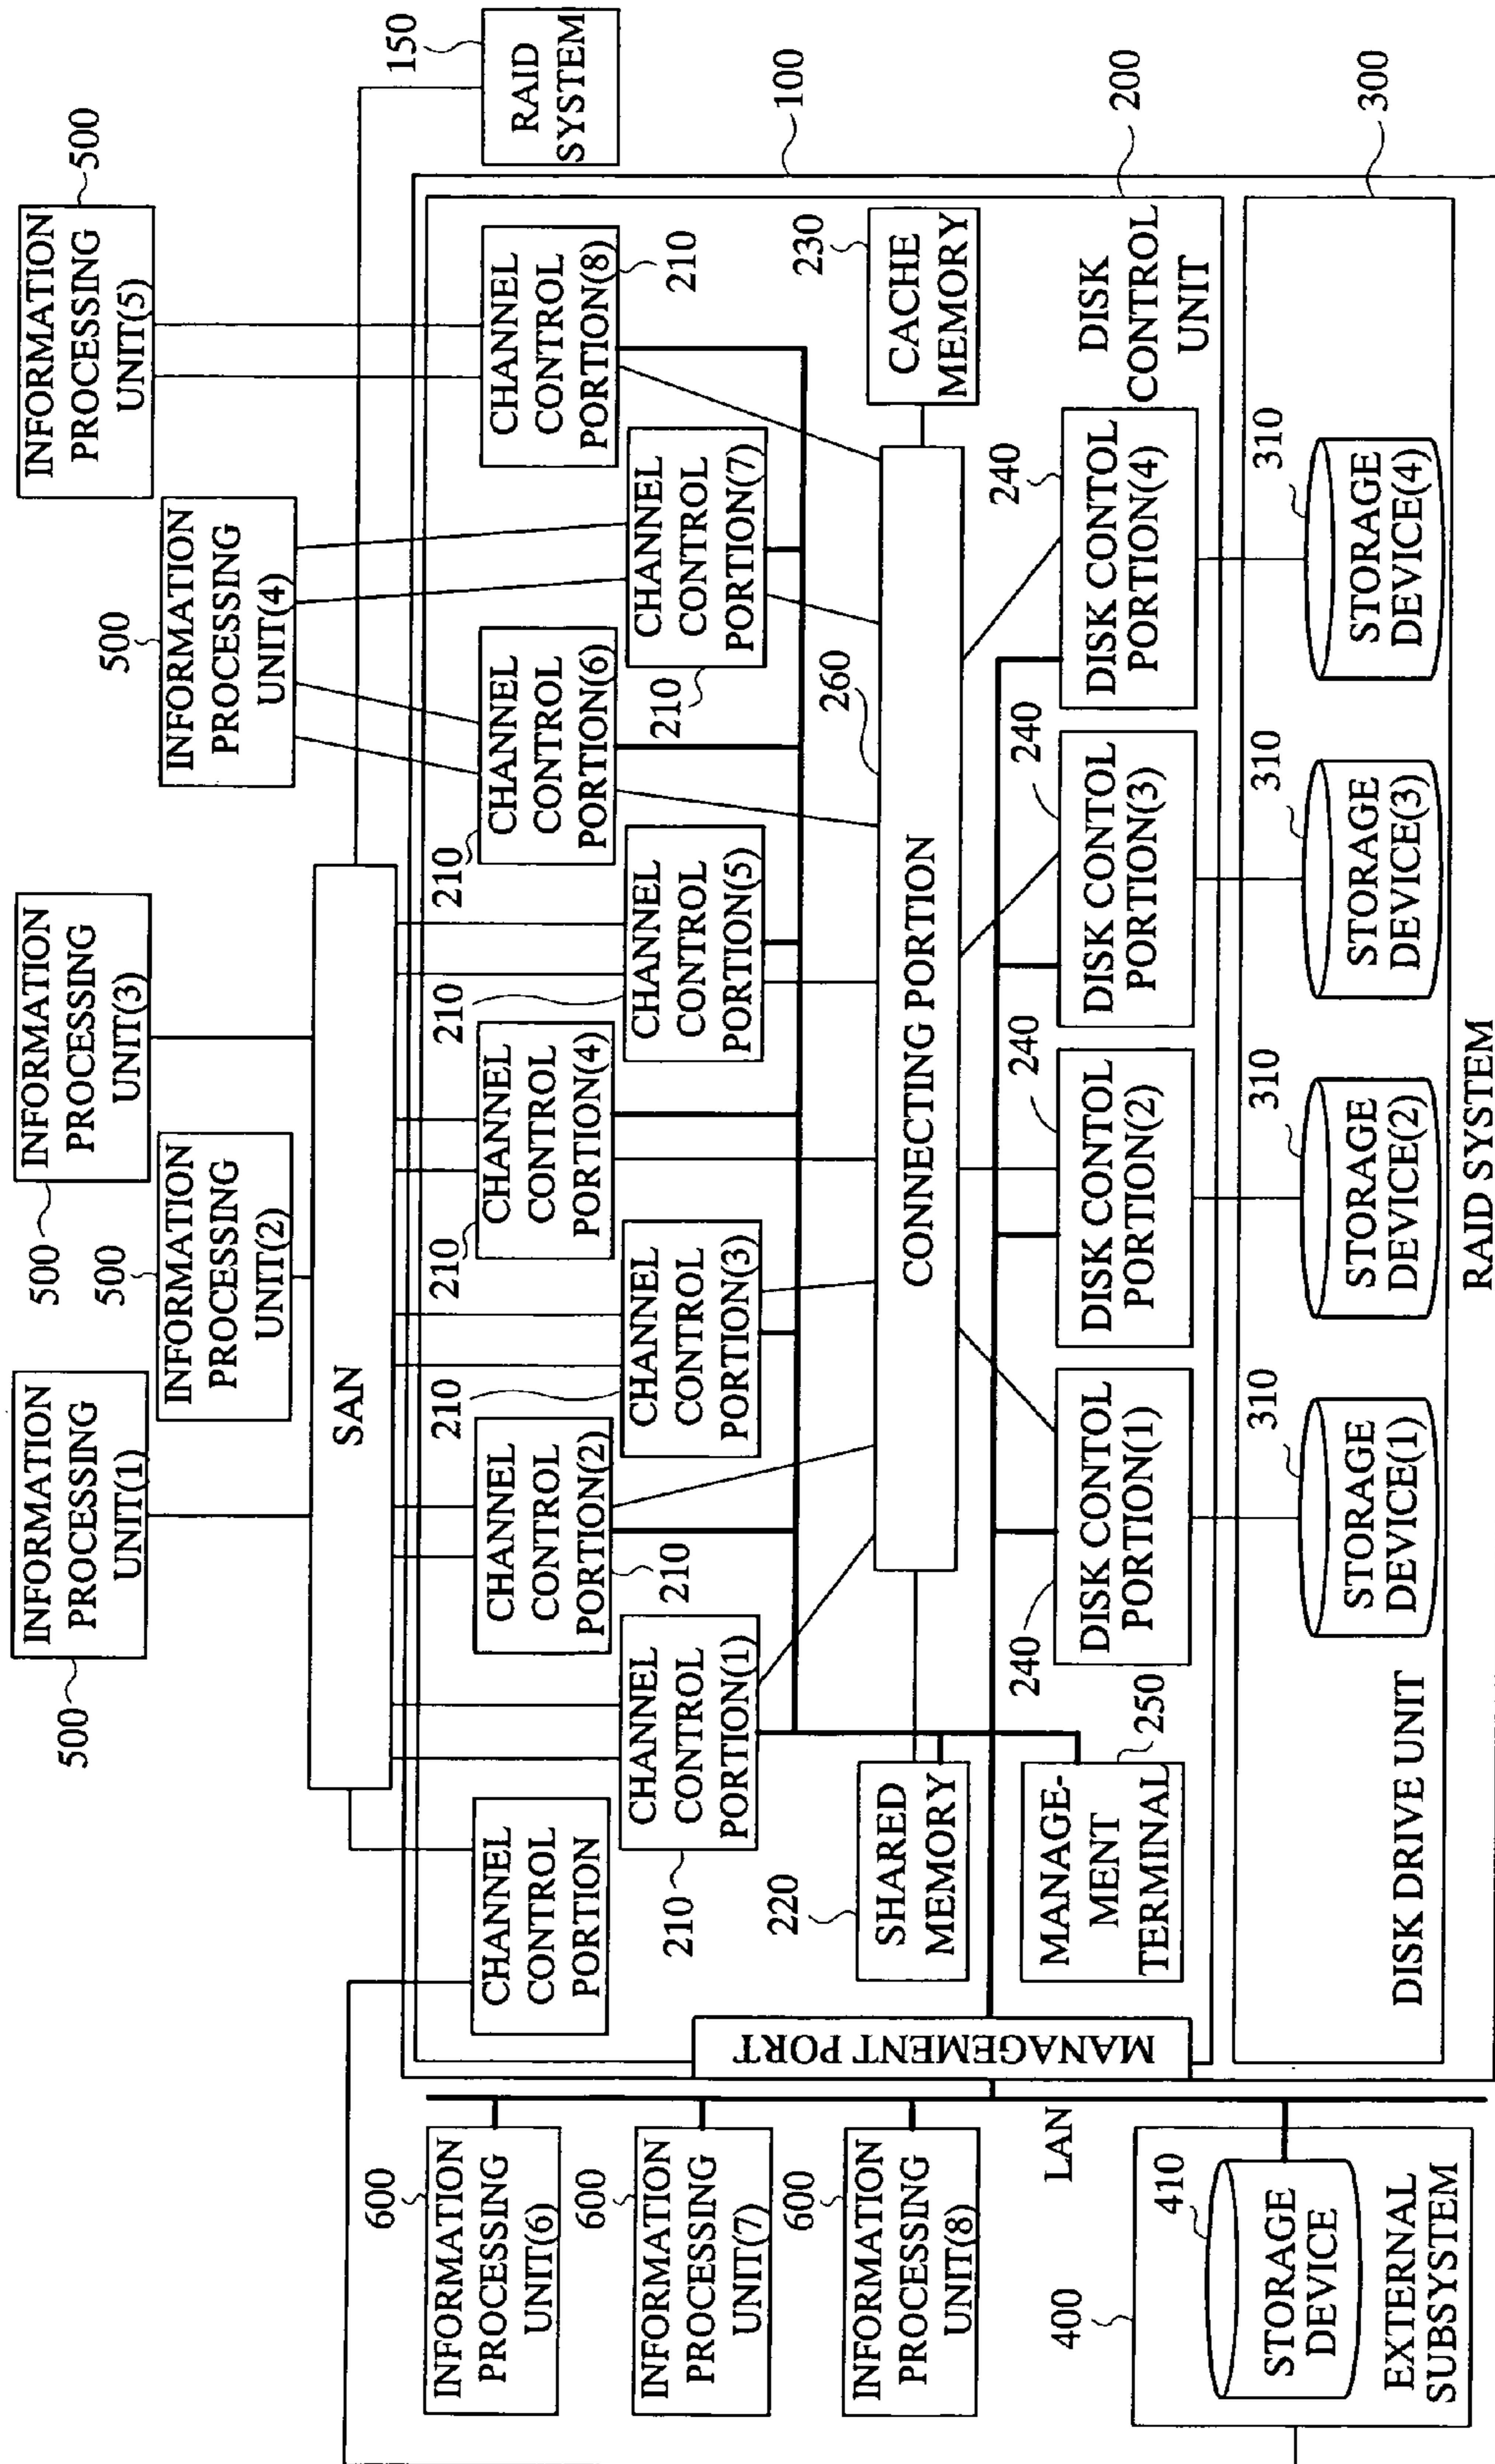 500
INFORMATION
PROCESSING
UNIT(1)
500
INFORMATION
PROCESSING
UNIT(2)
500
INFORMATION
PROCESSING
UNIT(3)
500
INFORMATION
PROCESSING
UNIT(4)
INFORMATION
PROCESSING
UNIT(5)
500
SAN
150
RAID
SYSTEM
100
200
300
CHANNEL
CONTROL
PORTION
CHANNEL
CONTROL
PORTION(1)
210
CHANNEL
CONTROL
PORTION(2)
210
CHANNEL
CONTROL
PORTION(3)
210
CHANNEL
CONTROL
PORTION(4)
210
CHANNEL
CONTROL
PORTION(5)
210
CHANNEL
CONTROL
PORTION(6)
210
CHANNEL
CONTROL
PORTION(7)
210
CHANNEL
CONTROL
PORTION(8)
210
220
SHARED
MEMORY
CONNECTING PORTION
260
230
CACHE
MEMORY
MANAGE-
MENT
TERMINAL
250
240
DISK CONTOL
PORTION(1)
240
DISK CONTOL
PORTION(2)
240
DISK CONTOL
PORTION(3)
240
DISK CONTOL
PORTION(4)
DISK
CONTROL
UNIT
MANAGEMENT PORT
310
STORAGE
DEVICE(1)
310
STORAGE
DEVICE(2)
310
STORAGE
DEVICE(3)
310
STORAGE
DEVICE(4)
DISK DRIVE UNIT
RAID SYSTEM
600
INFORMATION
PROCESSING
UNIT(6)
600
INFORMATION
PROCESSING
UNIT(7)
600
INFORMATION
PROCESSING
UNIT(8)
LAN
400
410
STORAGE
DEVICE
EXTERNAL
SUBSYSTEM